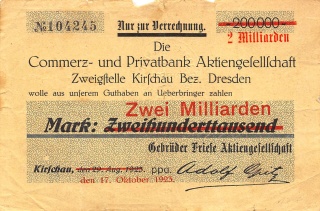 №104245
Nur zur Verrechnung.
200000
2 Milliarden
Die
Commerz- und Privatbank Aktiengesellschaft
Zweigstelle Kirschau Bez. Dresden
wolle aus unserem Guthaben an Ueberbringer zahlen
Zwei Milliarden
Mark: Zweihunderttausend
Gebrüder Friese Aktiengesellschaft
Kirschau, den 29. Aug. 1923. ppa. Adolf Opitz
den 17. Oktober 1923.